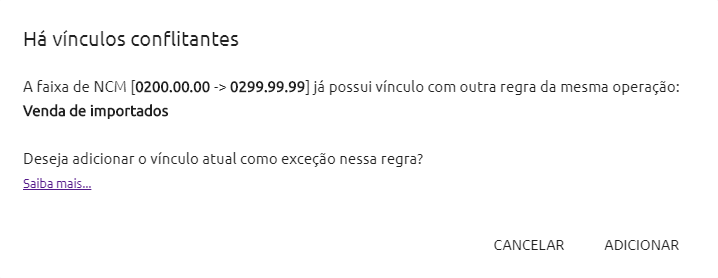 Há vínculos conflitantes
A faixa de NCM [0200.00.00 -> 0299.99.99] já possui vínculo com outra regra da mesma operação:
Venda de importados
Deseja adicionar o vínculo atual como exceção nessa regra?
Saiba mais...
CANCELAR ADICIONAR